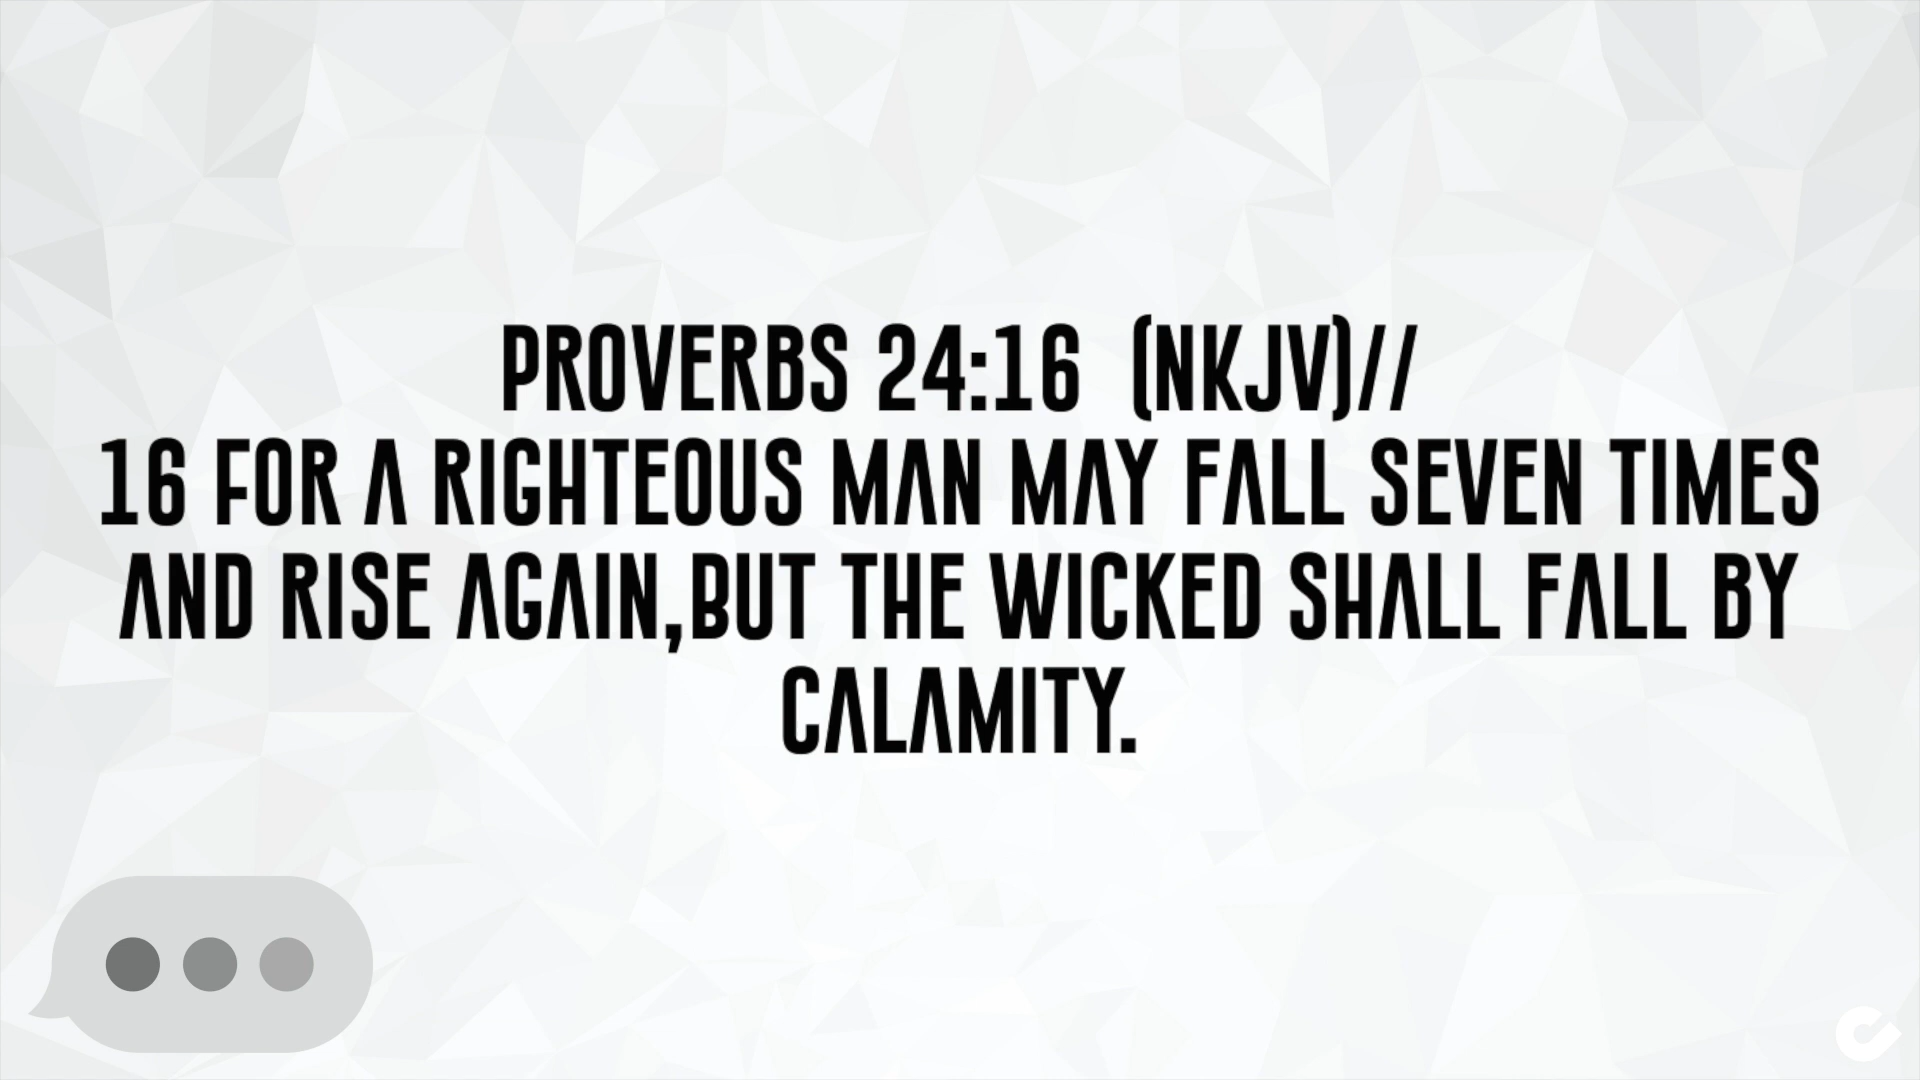 PROVERBS 24:16  (NKJV)//
16 FOR A RIGHTEOUS MAN MAY FALL SEVEN TIMES
AND RISE AGAIN,BUT THE WICKED SHALL FALL BY
CALAMITY.